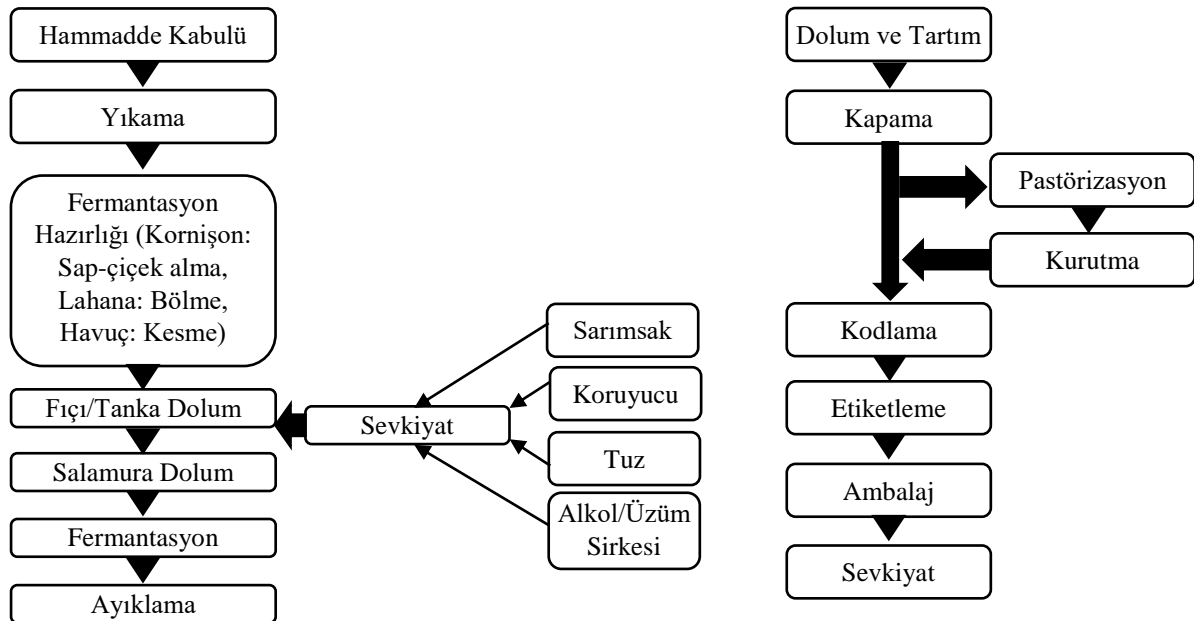 Hammadde Kabulü
Yıkama
Fermantasyon
Hazırlığı (Kornişon:
Sap-çiçek alma,
Lahana: Bölme,
Havuç: Kesme)
Fıçı/Tanka Dolum
Salamura Dolum
Fermantasyon
Ayıklama
Sevkiyat
Sarımsak
Koruyucu
Tuz
Alkol/Üzüm
Sirkesi
Dolum ve Tartım
Kapama
Pastörizasyon
Kurutma
Kodlama
Etiketleme
Ambalaj
Sevkiyat